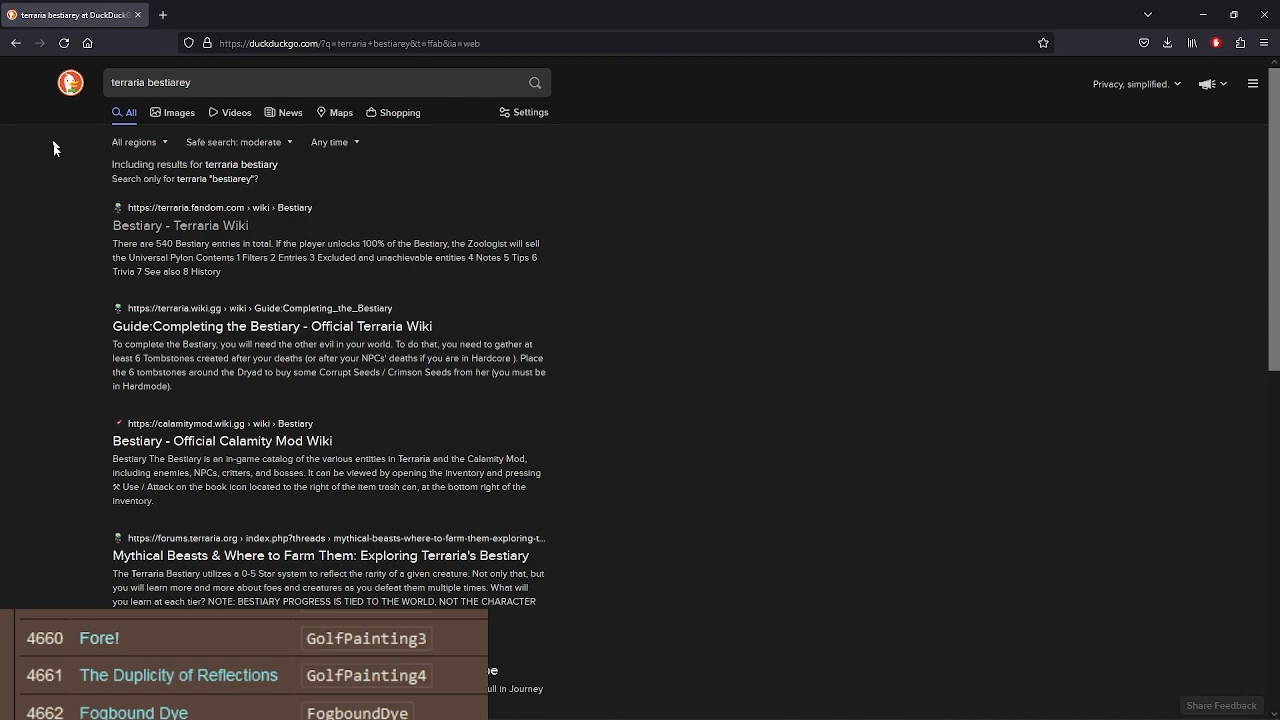 terraria bestiarey at DuckDuckG
https://duckduckgo.com/?q=terraria+bestiarey&t=ffab&ia=web
terraria bestiarey
Privacy, simplified.
All Images Videos News Maps Shopping Settings
All regions Safe search: moderate Any time
Including results for terraria bestiary
Search only for terraria "bestiarey"?
https://terraria.fandom.com › wiki › Bestiary
Bestiary - Terraria Wiki
There are 540 Bestiary entries in total. If the player unlocks 100% of the Bestiary, the Zoologist will sell
the Universal Pylon Contents 1 Filters 2 Entries 3 Excluded and unachievable entities 4 Notes 5 Tips 6
Trivia 7 See also 8 History
https://terraria.wiki.gg › wiki › Guide:Completing_the_Bestiary
Guide:Completing the Bestiary - Official Terraria Wiki
To complete the Bestiary, you will need the other evil in your world. To do that, you need to gather at
least 6 Tombstones created after your deaths (or after your NPCs' deaths if you are in Hardcore ). Place
the 6 tombstones around the Dryad to buy some Corrupt Seeds / Crimson Seeds from her (you must be
in Hardmode).
https://calamitymod.wiki.gg › wiki › Bestiary
Bestiary - Official Calamity Mod Wiki
Bestiary The Bestiary is an in-game catalog of the various entities in Terraria and the Calamity Mod,
including enemies, NPCs, critters, and bosses. It can be viewed by opening the inventory and pressing
⚒ Use / Attack on the book icon located to the right of the item trash can, at the bottom right of the
inventory.
https://forums.terraria.org › index.php?threads › mythical-beasts-where-to-farm-them-exploring-t...
Mythical Beasts & Where to Farm Them: Exploring Terraria's Bestiary
The Terraria Bestiary utilizes a 0-5 Star system to reflect the rarity of a given creature. Not only that, but
you will learn more and more about foes and creatures as you defeat them multiple times. What will
you learn at each tier? NOTE: BESTIARY PROGRESS IS TIED TO THE WORLD, NOT THE CHARACTER
4660 Fore! GolfPainting3
4661 The Duplicity of Reflections GolfPainting4
4662 Fogbound Dye FogboundDye
pe
ull in Journey
Share Feedback